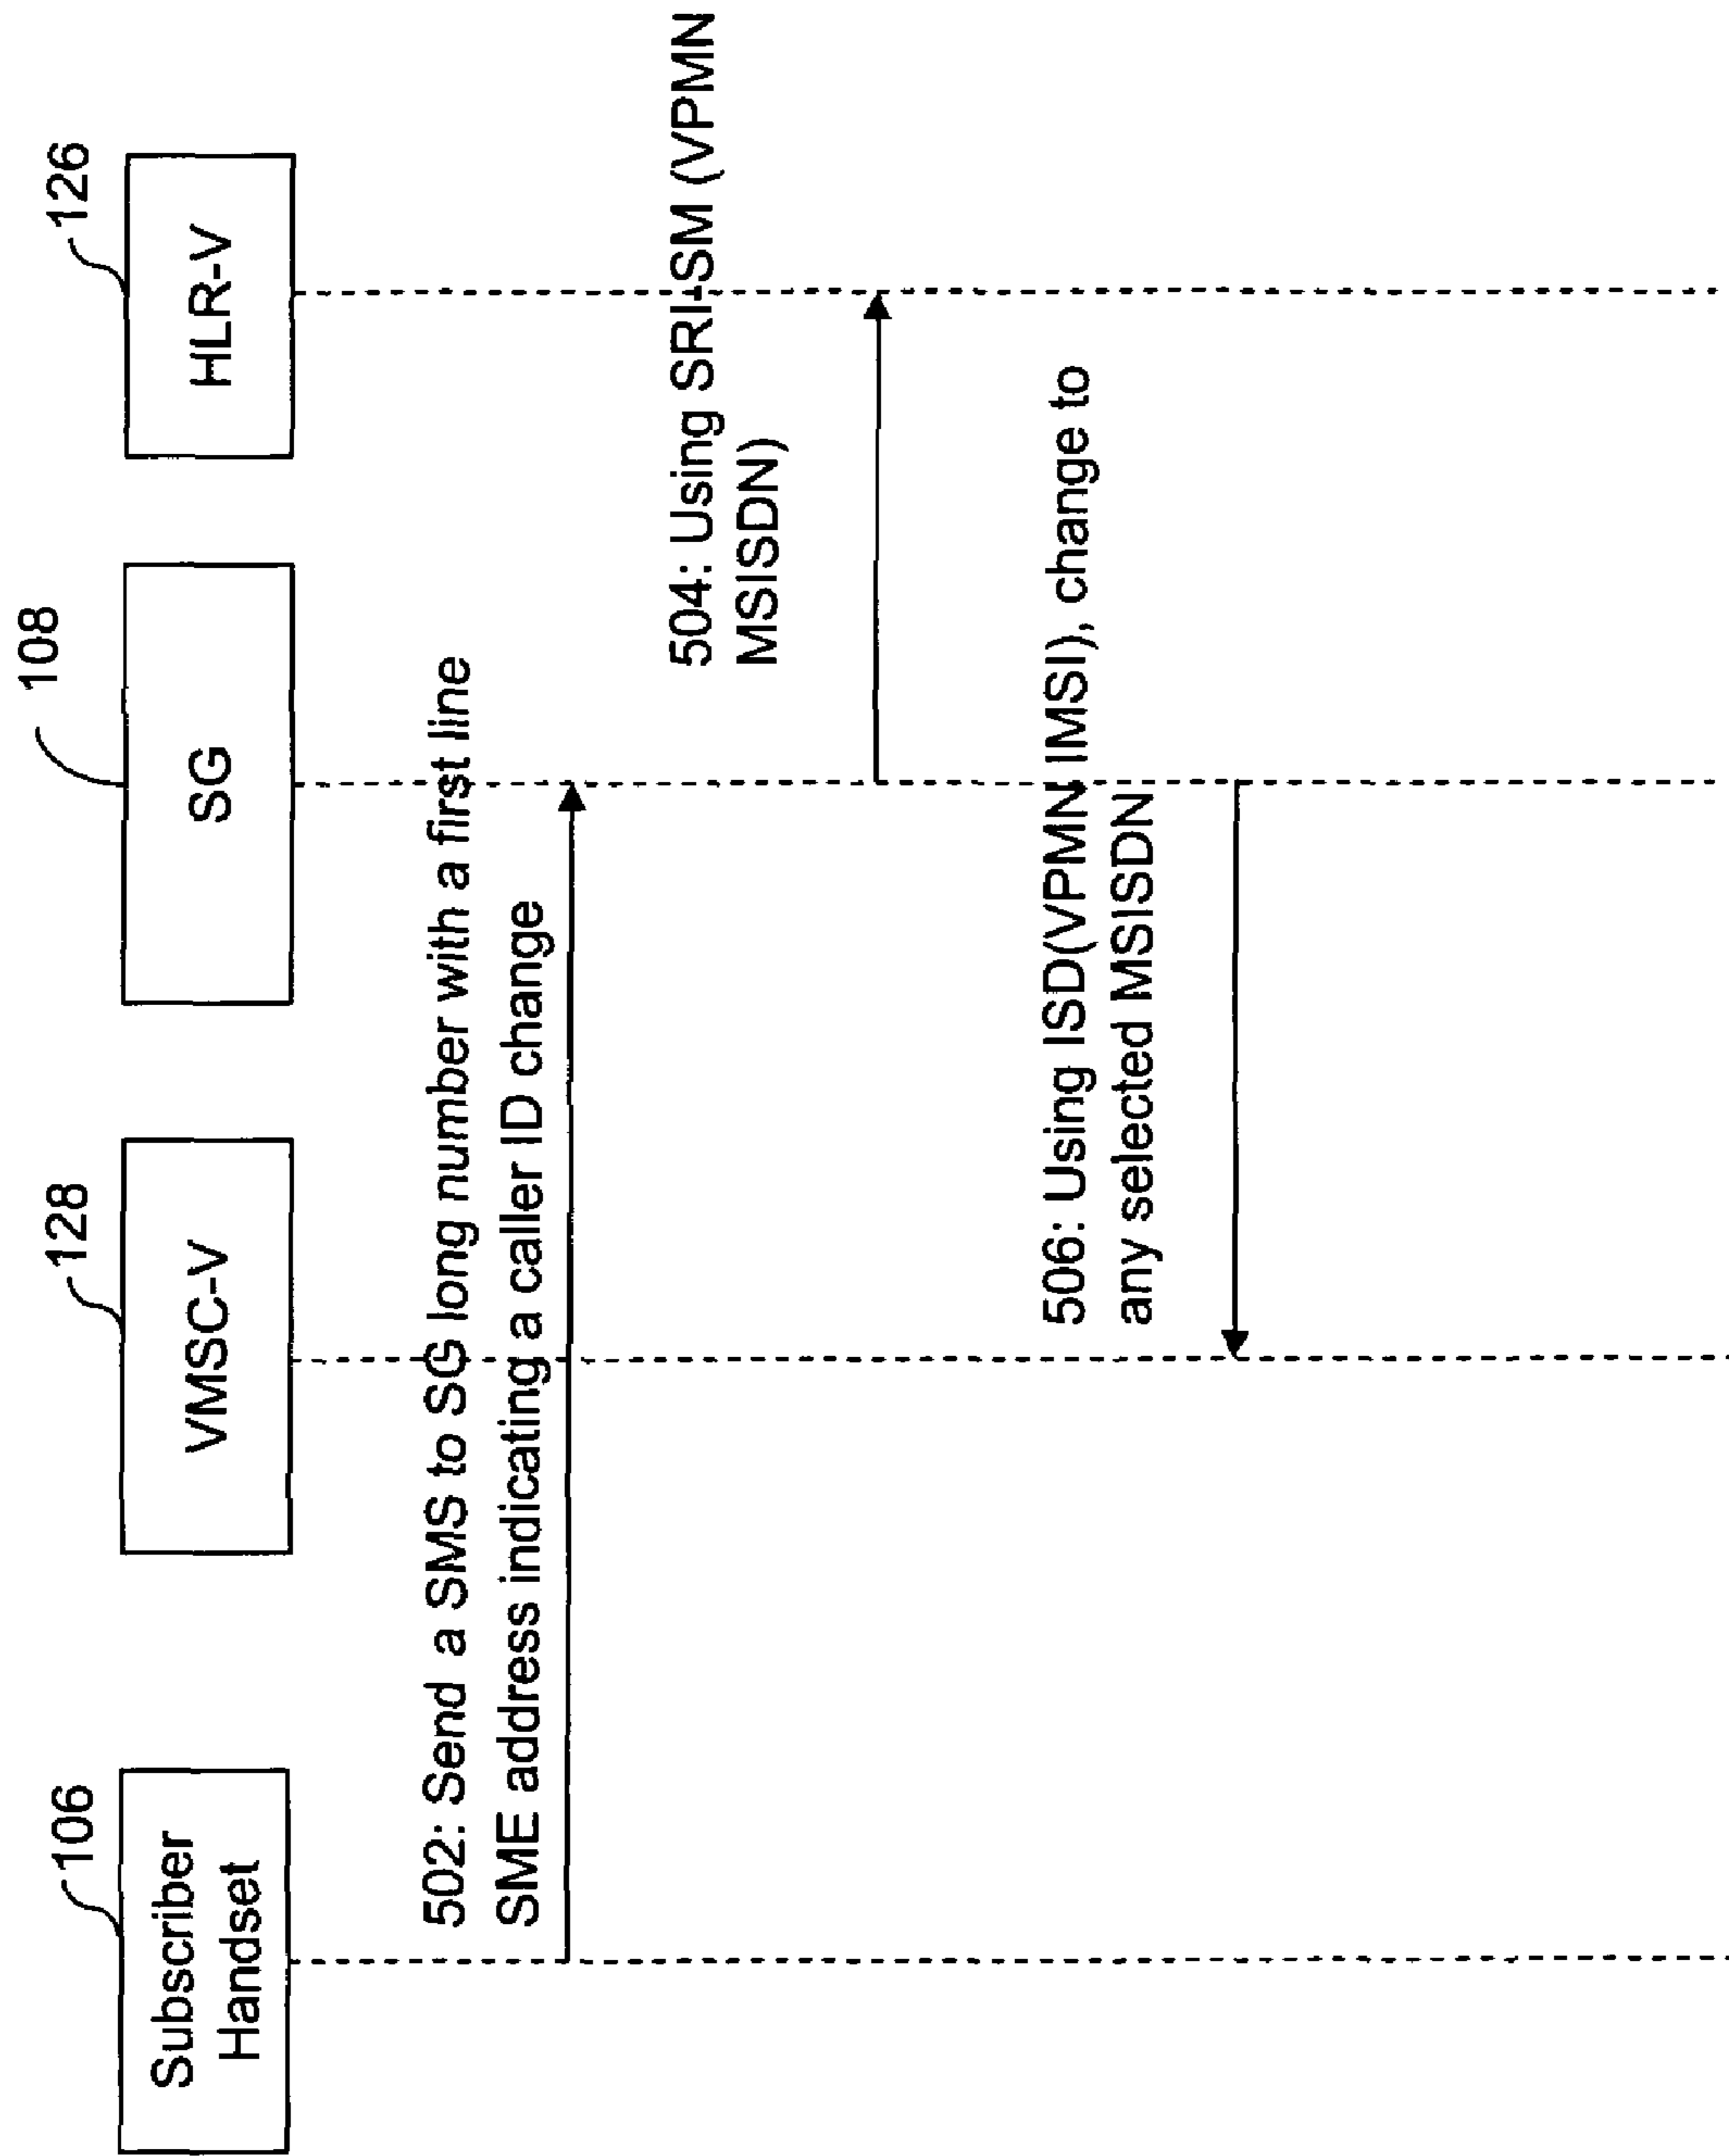 106
Subscriber
Handset
128
VMSC-V
108
SG
126
HLR-V
502: Send a SMS to SG long number with a first line
SME address indicating a caller ID change
504: Using SRI-SM (VPMN
MSISDN)
506: Using ISD(VPMN IMSI), change to
any selected MSISDN